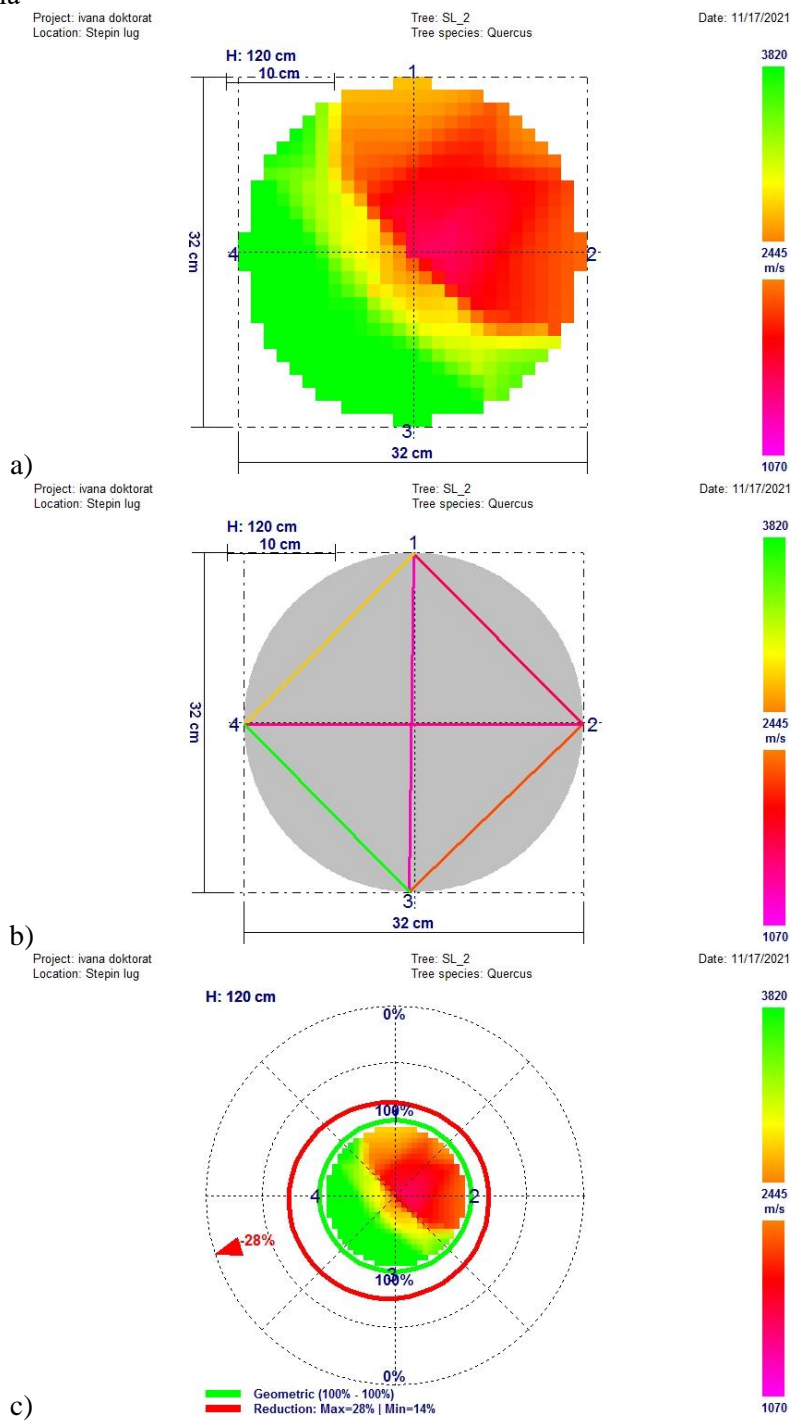 Project: ivana doktorat Tree: SL_2 Date: 11/17/2021
Location: Stepin lug Tree species: Quercus
H: 120 cm
10 cm
1
3820
32 cm
4
2
2445
m/s
3
32 cm
1070
a)
Project: ivana doktorat Tree: SL_2 Date: 11/17/2021
Location: Stepin lug Tree species: Quercus
H: 120 cm
10 cm
1
3820
32 cm
4
2
2445
m/s
3
32 cm
1070
b)
Project: ivana doktorat Tree: SL_2 Date: 11/17/2021
Location: Stepin lug Tree species: Quercus
H: 120 cm
3820
0%
100%
4
2
2445
m/s
-28%
3
100%
0%
Geometric (100% - 100%)
Reduction: Max=28% | Min=14%
1070
c)